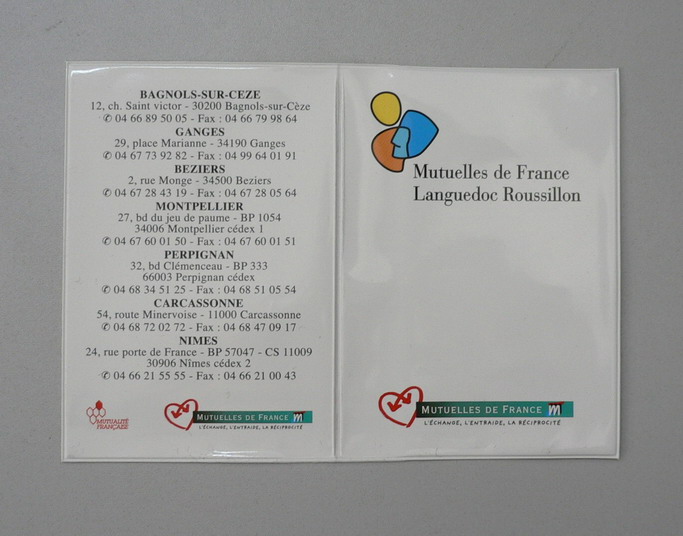 BAGNOLS-SUR-CEZE
12, ch. Saint victor - 30200 Bagnols-sur-Cèze
✆ 04 66 89 50 05 - Fax : 04 66 79 98 64
GANGES
29, place Marianne - 34190 Ganges
✆ 04 67 73 92 82 - Fax : 04 99 64 01 91
BEZIERS
2, rue Monge - 34500 Beziers
✆ 04 67 28 43 19 - Fax : 04 67 28 05 64
MONTPELLIER
27, bd du jeu de paume - BP 1054
34006 Montpellier cédex 1
✆ 04 67 60 01 50 - Fax : 04 67 60 01 51
PERPIGNAN
32, bd Clémenceau - BP 333
66003 Perpignan cédex
✆ 04 68 34 51 25 - Fax : 04 68 51 05 54
CARCASSONNE
54, route Minervoise - 11000 Carcassonne
✆ 04 68 72 02 72 - Fax : 04 68 47 09 17
NIMES
24, rue porte de France - BP 57047 - CS 11009
30906 Nîmes cédex 2
✆ 04 66 21 55 55 - Fax : 04 66 21 00 43
MUTUALITÉ
FRANÇAISE
MUTUELLES DE FRANCE m
L'ÉCHANGE, L'ENTRAIDE, LA RÉCIPROCITÉ
Mutuelles de France
Languedoc Roussillon
MUTUELLES DE FRANCE m
L'ÉCHANGE, L'ENTRAIDE, LA RÉCIPROCITÉ